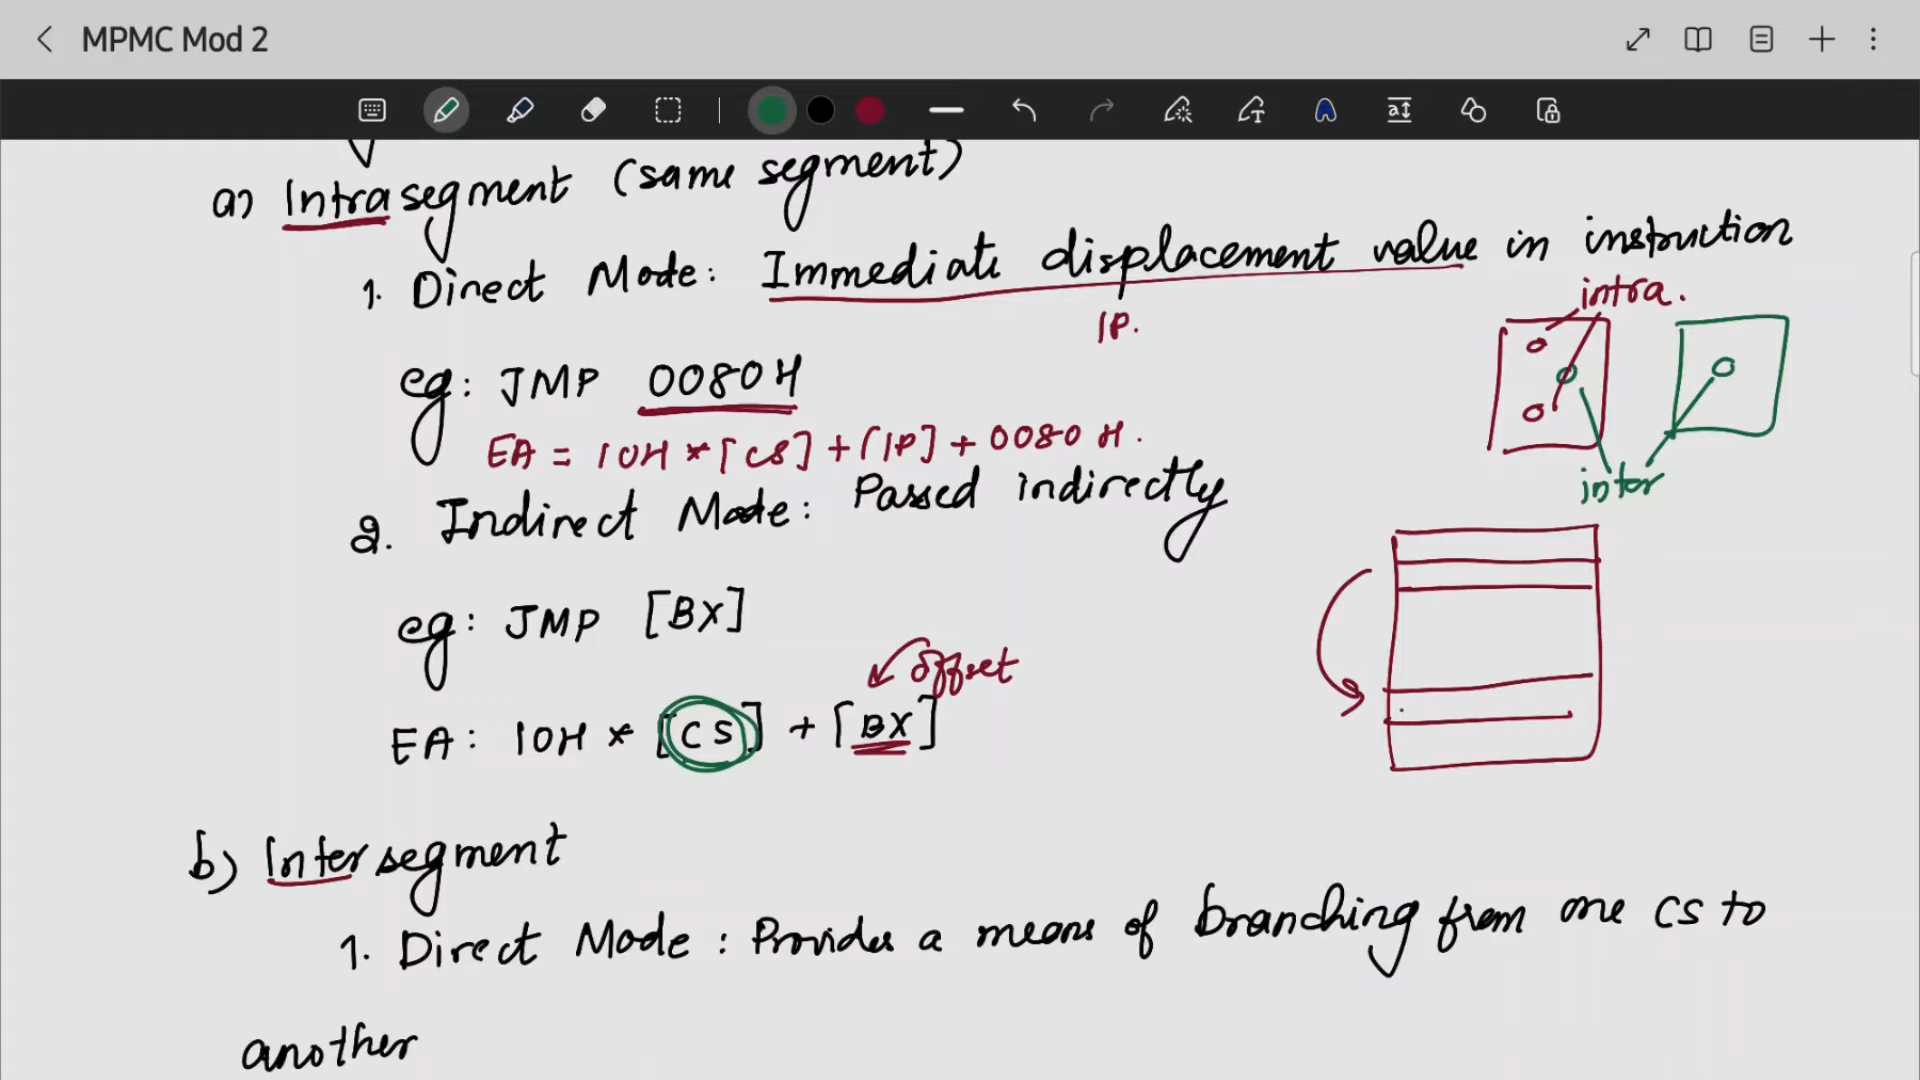 MPMC Mod 2
a) Intrasegment (same segment)
1. Direct Mode: Immediate displacement value in instruction
IP.
intra.
eg: JMP 0080H
EA = 10H * [CS] + [IP] + 0080 H.
inter
2. Indirect Mode: Passed indirectly
eg: JMP [BX]
offset
EA: 10H * [CS] + [BX]
b) Intersegment
1. Direct Mode: Provides a means of branching from one CS to
another